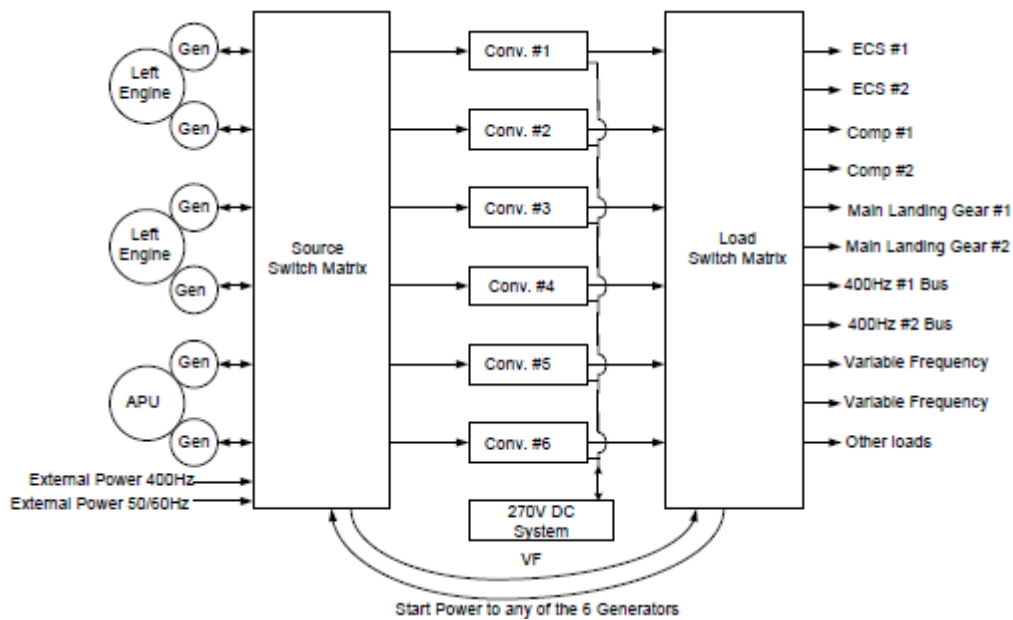 Gen
Left
Engine
Gen
Gen
Left
Engine
Gen
Gen
APU
Gen
External Power 400Hz
External Power 50/60Hz
Source
Switch Matrix
Conv. #1
Conv. #2
Conv. #3
Conv. #4
Conv. #5
Conv. #6
270V DC
System
VF
Start Power to any of the 6 Generators
Load
Switch Matrix
ECS #1
ECS #2
Comp #1
Comp #2
Main Landing Gear #1
Main Landing Gear #2
400Hz #1 Bus
400Hz #2 Bus
Variable Frequency
Variable Frequency
Other loads